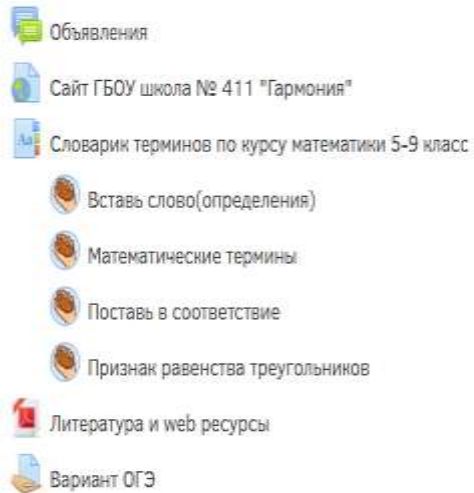 Объявления
Сайт ГБОУ школа № 411 "Гармония"
Словарик терминов по курсу математики 5-9 класс
Вставь слово(определения)
Математические термины
Поставь в соответствие
Признак равенства треугольников
Литература и web ресурсы
Вариант ОГЭ